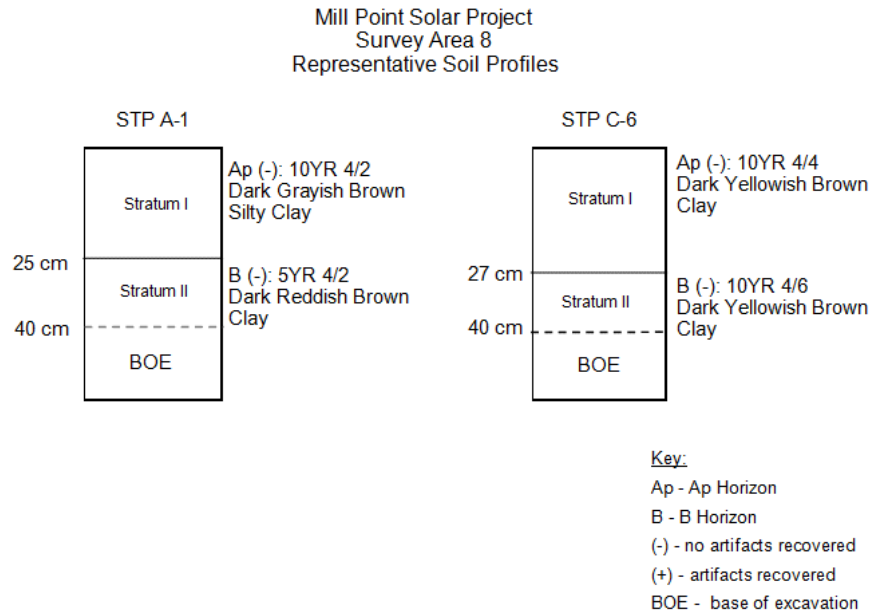 Mill Point Solar Project
Survey Area 8
Representative Soil Profiles
STP A-1
Stratum I
Ap (-): 10YR 4/2
Dark Grayish Brown
Silty Clay
25 cm
Stratum II
B (-): 5YR 4/2
Dark Reddish Brown
Clay
40 cm
BOE
STP C-6
Stratum I
Ap (-): 10YR 4/4
Dark Yellowish Brown
Clay
27 cm
Stratum II
B (-): 10YR 4/6
Dark Yellowish Brown
Clay
40 cm
BOE
Key:
Ap - Ap Horizon
B - B Horizon
(-) - no artifacts recovered
(+) - artifacts recovered
BOE - base of excavation